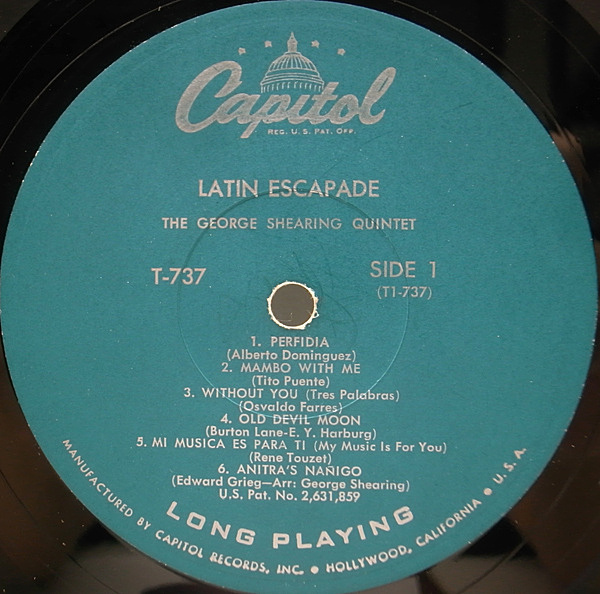 Capitol
REG. U.S. PAT. OFF.
LATIN ESCAPADE
THE GEORGE SHEARING QUINTET
T-737
SIDE 1
(T1-737)
1. PERFIDIA
(Alberto Dominguez)
2. MAMBO WITH ME
(Tito Puente)
3. WITHOUT YOU (Tres Palabras)
(Osvaldo Farres)
4. OLD DEVIL MOON
(Burton Lane-E. Y. Harburg)
5. MI MUSICA ES PARA TI (My Music Is For You)
(Rene Touzet)
6. ANITRA'S NAÑIGO
(Edward Grieg—Arr: George Shearing)
U.S. Pat. No. 2,631,859
LONG PLAYING
MANUFACTURED BY CAPITOL RECORDS, INC. • HOLLYWOOD, CALIFORNIA • U.S.A.